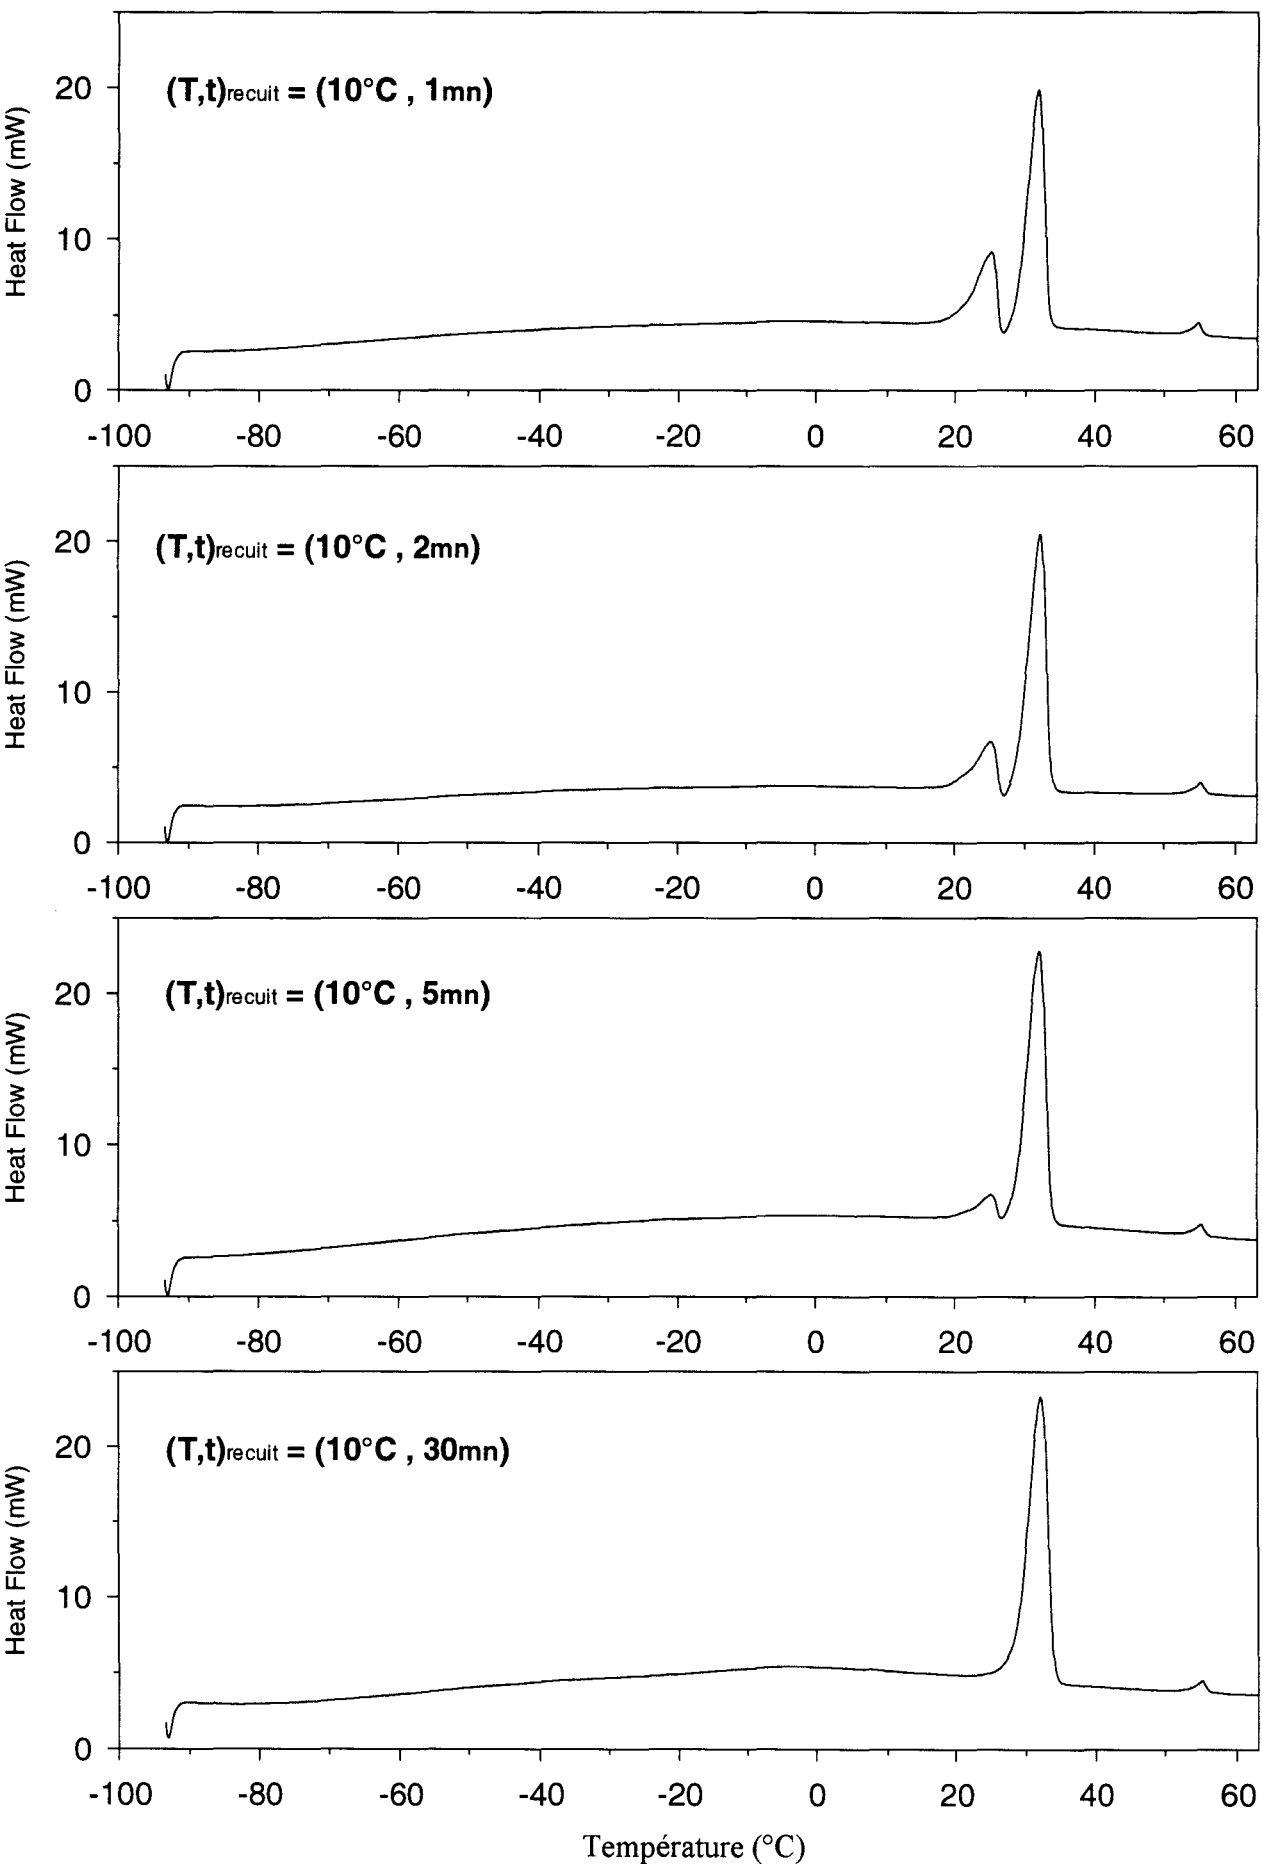 20
(T,t)recuit = (10°C , 1mn)
Heat Flow (mW)
10
0
-100 -80 -60 -40 -20 0 20 40 60
20
(T,t)recuit = (10°C , 2mn)
Heat Flow (mW)
10
0
-100 -80 -60 -40 -20 0 20 40 60
20
(T,t)recuit = (10°C , 5mn)
Heat Flow (mW)
10
0
-100 -80 -60 -40 -20 0 20 40 60
20
(T,t)recuit = (10°C , 30mn)
Heat Flow (mW)
10
0
-100 -80 -60 -40 -20 0 20 40 60
Température (°C)